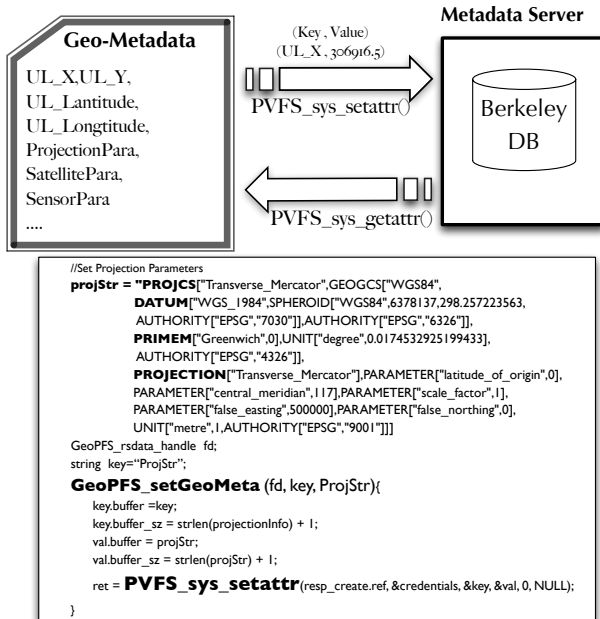 Geo-Metadata
UL_X,UL_Y,
UL_Lantitude,
UL_Longtitude,
ProjectionPara,
SatellitePara,
SensorPara
....
(Key , Value)
(UL_X , 306916.5)
PVFS_sys_setattr()
PVFS_sys_getattr()
Metadata Server
Berkeley
DB
//Set Projection Parameters
projStr = "PROJCS["Transverse_Mercator",GEOGCS["WGS84",
DATUM["WGS_1984",SPHEROID["WGS84",6378137,298.257223563,
AUTHORITY["EPSG","7030"]],AUTHORITY["EPSG","6326"]],
PRIMEM["Greenwich",0],UNIT["degree",0.0174532925199433],
AUTHORITY["EPSG","4326"]],
PROJECTION["Transverse_Mercator"],PARAMETER["latitude_of_origin",0],
PARAMETER["central_meridian",117],PARAMETER["scale_factor",1],
PARAMETER["false_easting",500000],PARAMETER["false_northing",0],
UNIT["metre",1,AUTHORITY["EPSG","9001"]]]
GeoPFS_rsdata_handle fd;
string key="ProjStr";
GeoPFS_setGeoMeta (fd, key, ProjStr){
key.buffer =key;
key.buffer_sz = strlen(projectionInfo) + 1;
val.buffer = projStr;
val.buffer_sz = strlen(projStr) + 1;
ret = PVFS_sys_setattr(resp_create.ref, &credentials, &key, &val, 0, NULL);
}